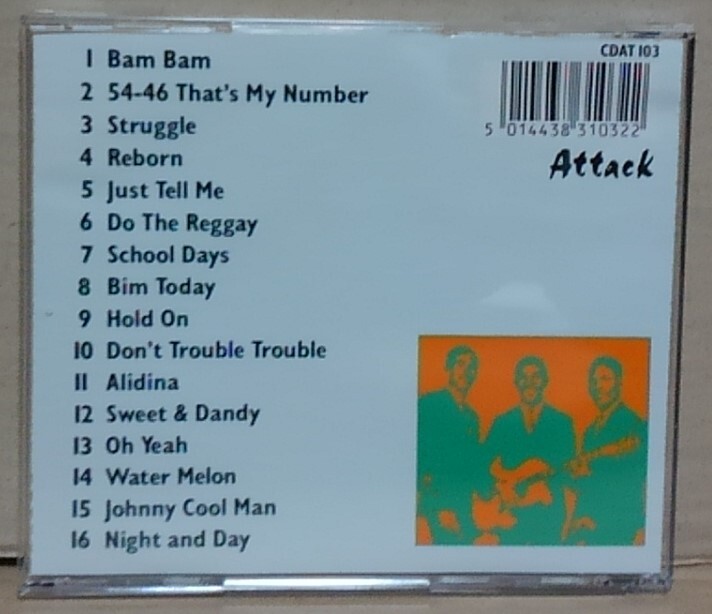 1 Bam Bam
2 54-46 That's My Number
3 Struggle
4 Reborn
5 Just Tell Me
6 Do The Reggay
7 School Days
8 Bim Today
9 Hold On
10 Don't Trouble Trouble
11 Alidina
12 Sweet & Dandy
13 Oh Yeah
14 Water Melon
15 Johnny Cool Man
16 Night and Day
CDAT 103
5 014438 310322
Attack